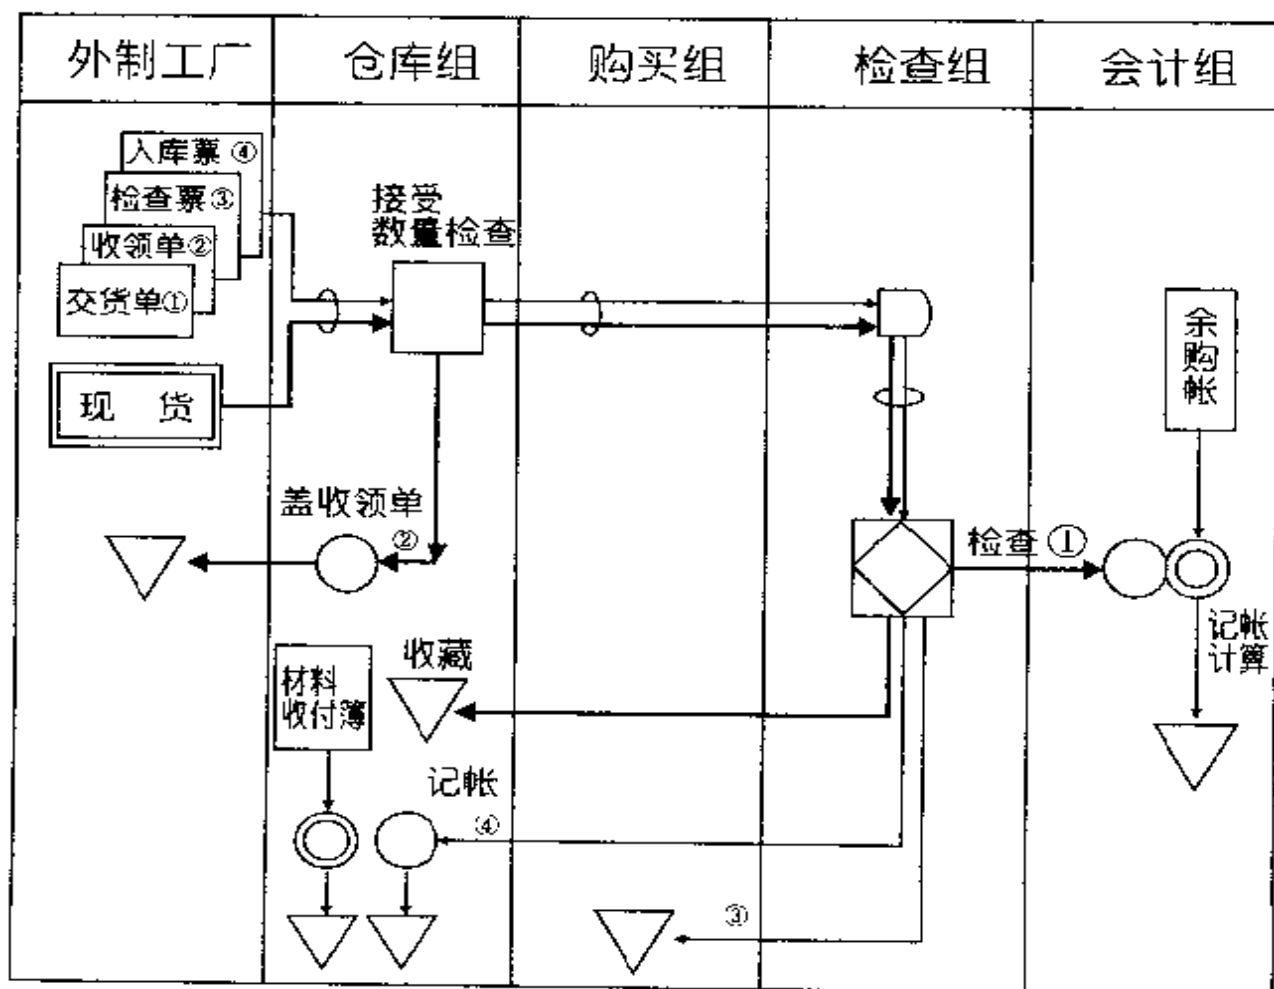 外制工厂
仓库组
购买组
检查组
会计组
入库票④
检查票③
收领单②
交货单①
现 货
接受
数量检查
余
购
帐
盖收领单
②
检查①
记帐
计算
收藏
材料
收付簿
记帐
④
③